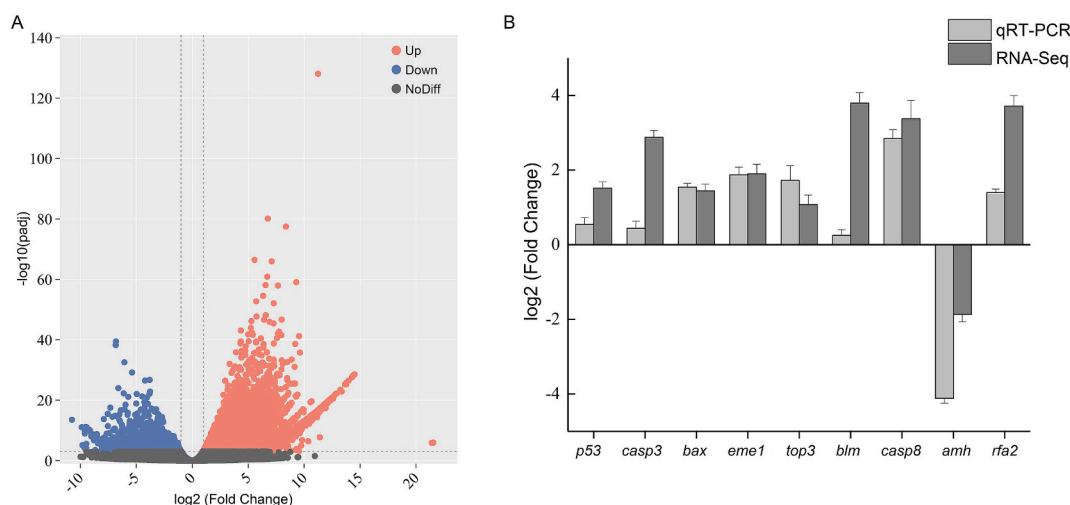 A
140
120
100
80
60
40
20
0
-log10(padj)
Up
Down
NoDiff
-10
-5
0
5
10
15
20
log2 (Fold Change)
B
qRT-PCR
RNA-Seq
4
2
0
-2
-4
log2 (Fold Change)
p53 casp3 bax eme1 top3 blm casp8 amh rfa2